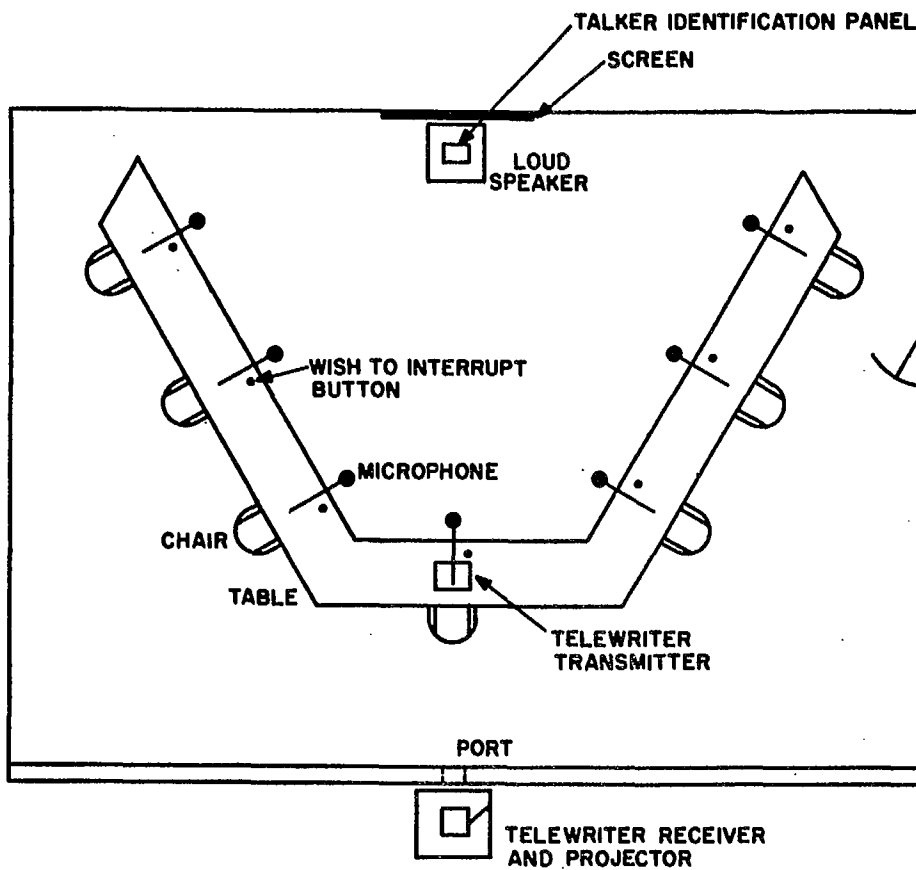 TALKER IDENTIFICATION PANEL
SCREEN
LOUD
SPEAKER
WISH TO INTERRUPT
BUTTON
MICROPHONE
CHAIR
TABLE
TELEWRITER
TRANSMITTER
PORT
TELEWRITER RECEIVER
AND PROJECTOR